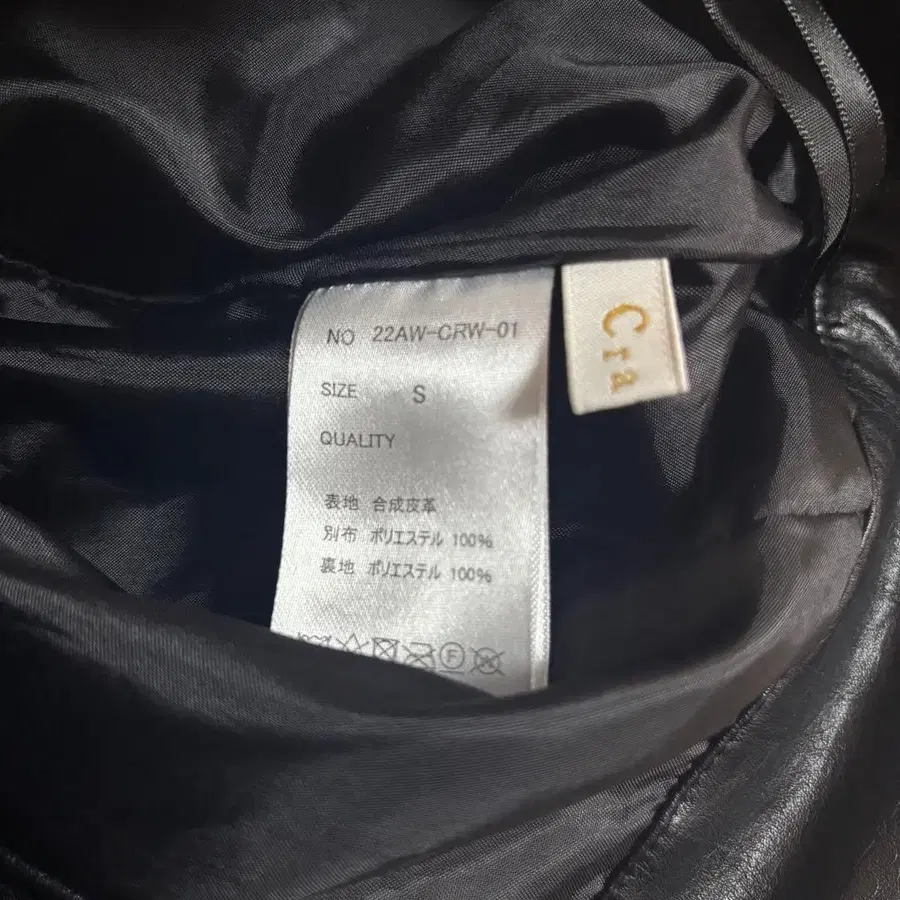 NO 22AW-CRW-01
SIZE S
QUALITY
表地 合成皮革
別布 ポリエステル 100%
裏地 ポリエステル 100%
F
W
Cra